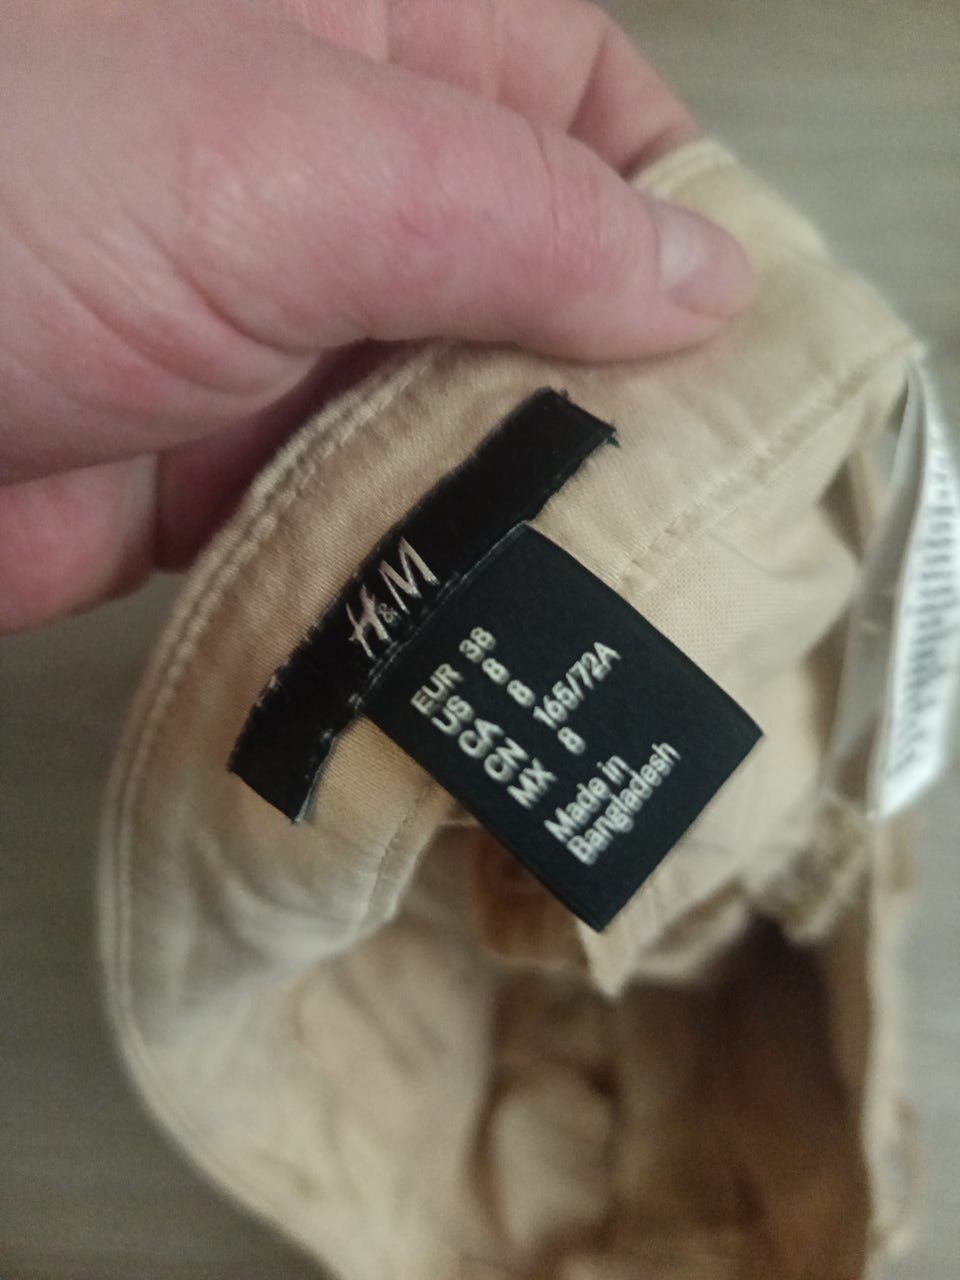 H&M
EUR 38
US 8
CA 8
CN 165/72A
MX 8
Made in
Bangladesh